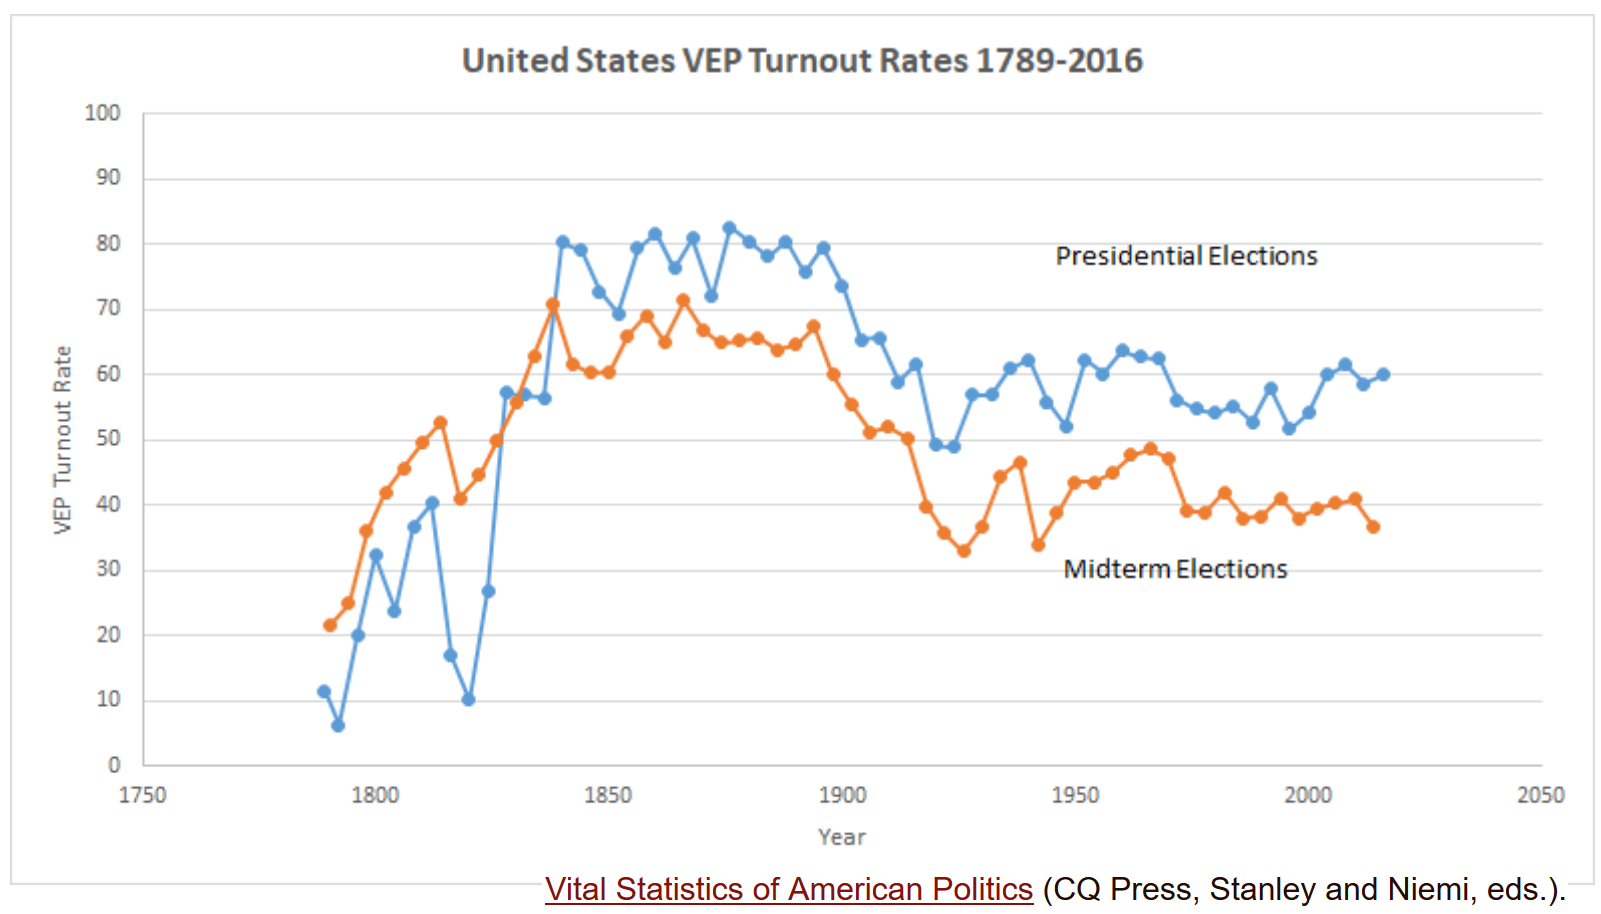 United States VEP Turnout Rates 1789-2016
100
90
80
70
60
50
40
30
20
10
0
VEP Turnout Rate
Presidential Elections
Midterm Elections
1750 1800 1850 1900 1950 2000 2050
Year
Vital Statistics of American Politics (CQ Press, Stanley and Niemi, eds.).